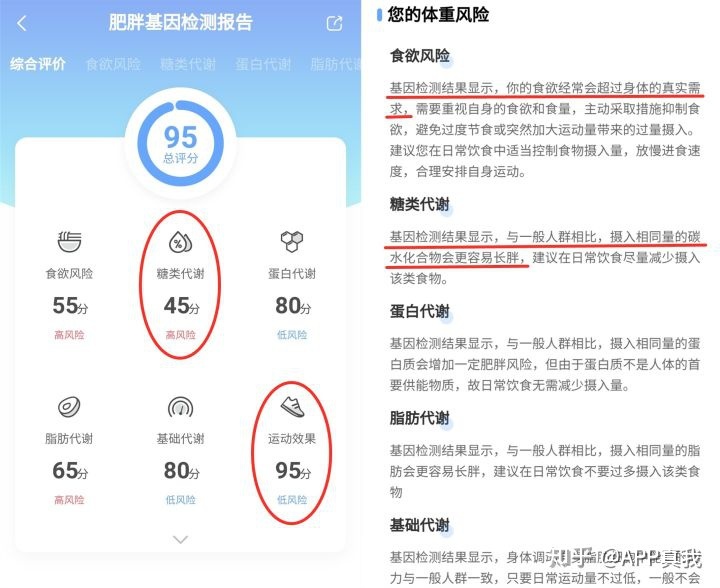 肥胖基因检测报告
综合评价 食欲风险 糖类代谢 蛋白代谢 脂肪代谢
95
总评分
食欲风险 糖类代谢 蛋白代谢
55分 45分 80分
高风险 高风险 低风险
脂肪代谢 基础代谢 运动效果
65分 80分 95分
高风险 低风险 低风险
您的体重风险
食欲风险
基因检测结果显示，你的食欲经常会超过身体的真实需
求，需要重视自身的食欲和食量，主动采取措施抑制食
欲，避免过度节食或突然加大运动量带来的过量摄入。
建议您在日常饮食中适当控制食物摄入量，放慢进食速
度，合理安排自身运动。
糖类代谢
基因检测结果显示，与一般人群相比，摄入相同量的碳
水化合物会更容易长胖，建议在日常饮食尽量减少摄入
该类食物。
蛋白代谢
基因检测结果显示，与一般人群相比，摄入相同量的蛋
白质会增加一定肥胖风险，但由于蛋白质不是人体的首
要供能物质，故日常饮食无需减少摄入量。
脂肪代谢
基因检测结果显示，与一般人群相比，摄入相同量的脂
肪会更容易长胖，建议在日常饮食不要过多摄入该类食
物
基础代谢
基因检测结果显示，身体调
力与一般人群一致，只要日常运动量不过低，一般不会
知乎 @APP真我